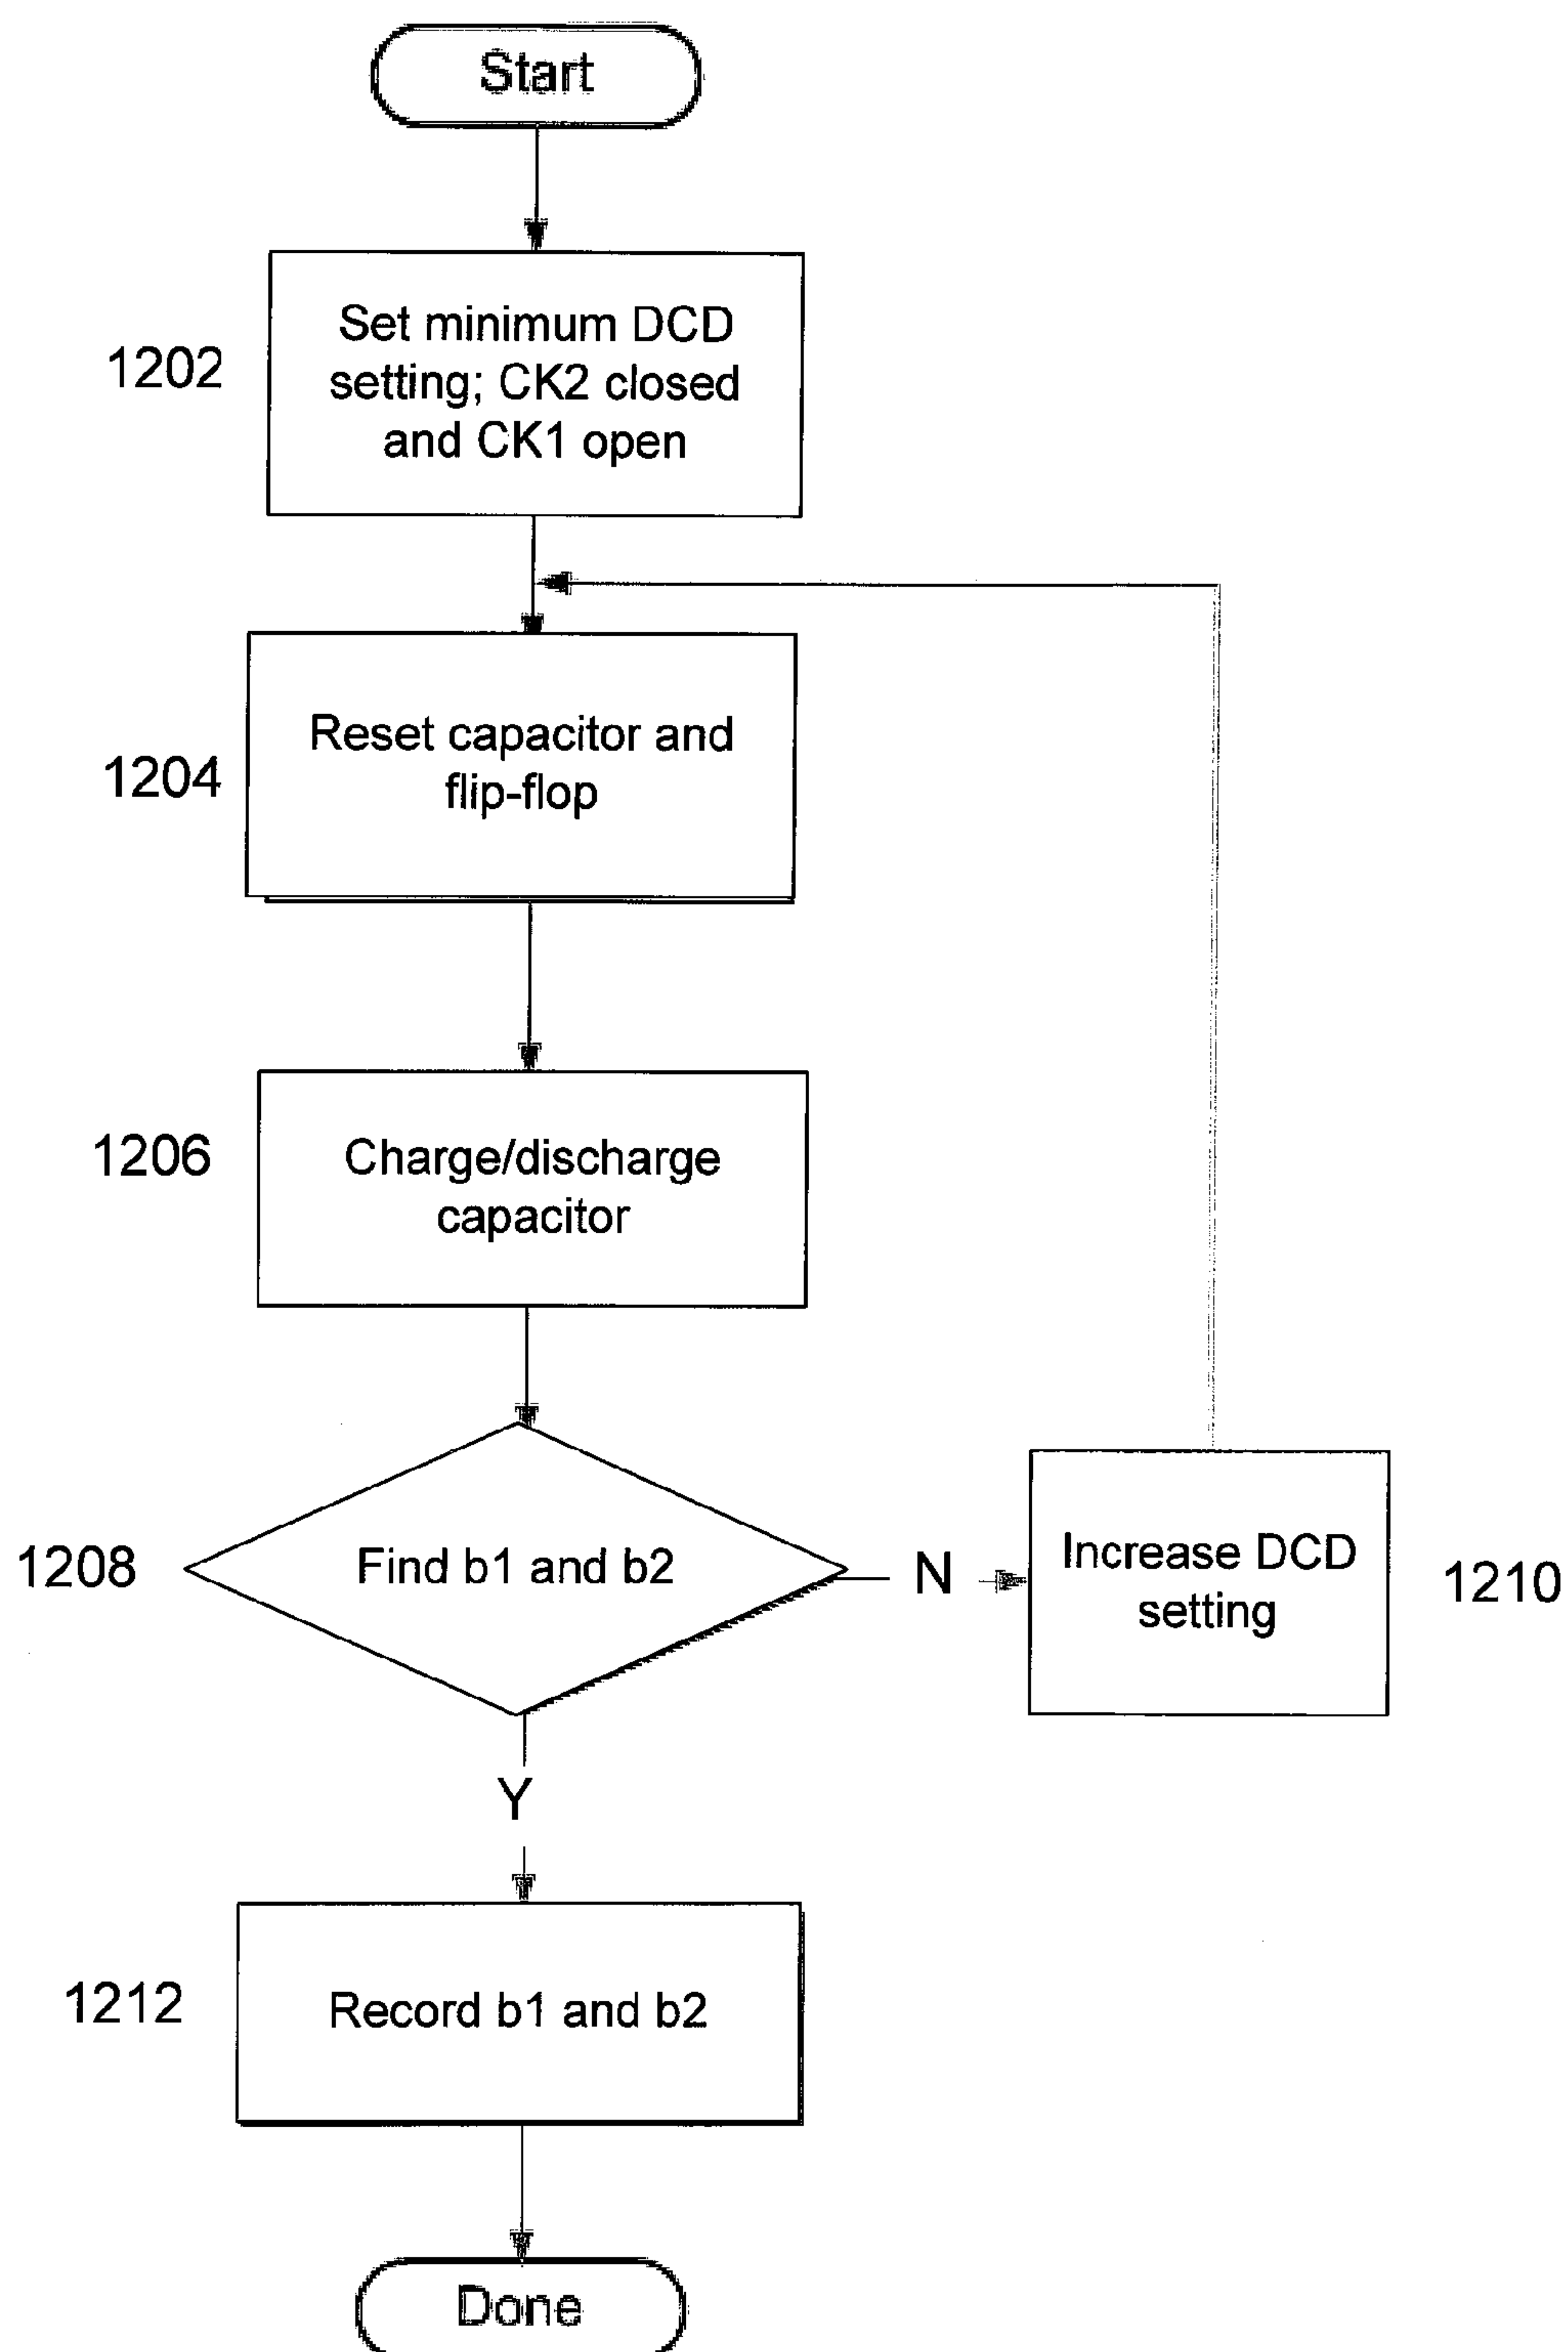 Start
1202
Set minimum DCD
setting; CK2 closed
and CK1 open
1204
Reset capacitor and
flip-flop
1206
Charge/discharge
capacitor
1208
Find b1 and b2
N
Increase DCD
setting
1210
Y
1212
Record b1 and b2
Done